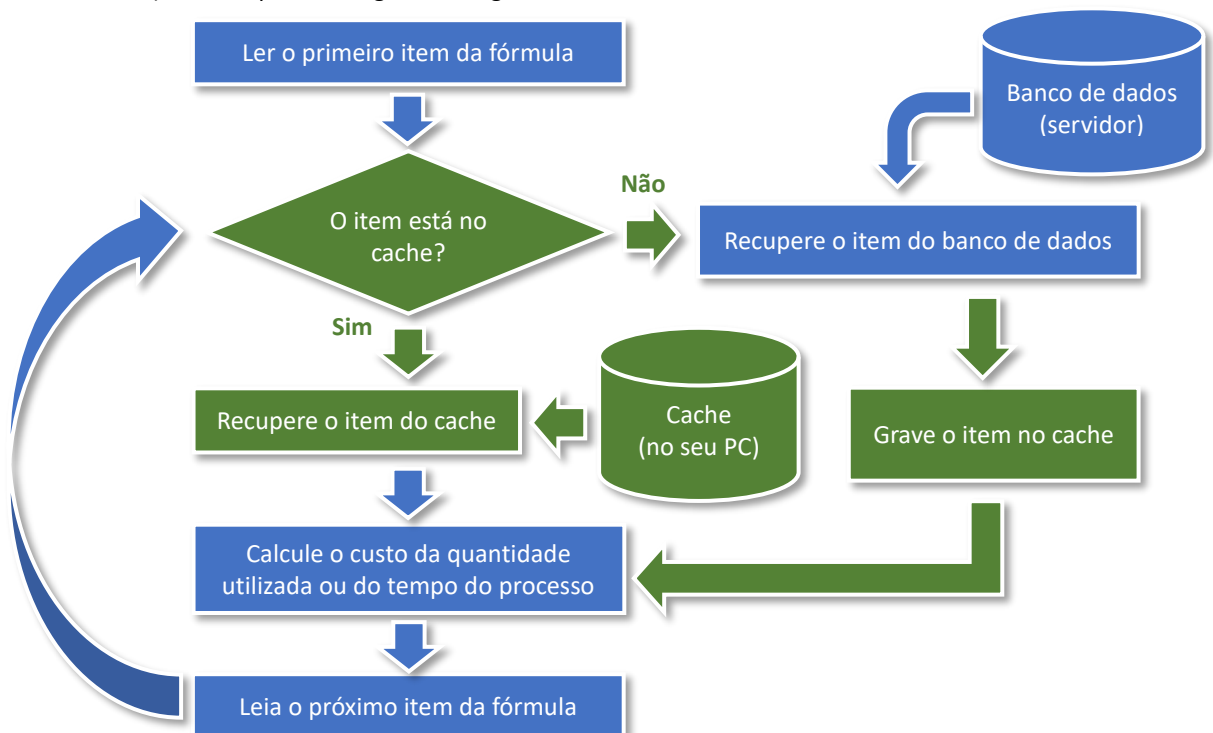 Ler o primeiro item da fórmula
Banco de dados
(servidor)
Não
O item está no
cache?
Recupere o item do banco de dados
Sim
Recupere o item do cache
Cache
(no seu PC)
Grave o item no cache
Calcule o custo da quantidade
utilizada ou do tempo do processo
Leia o próximo item da fórmula